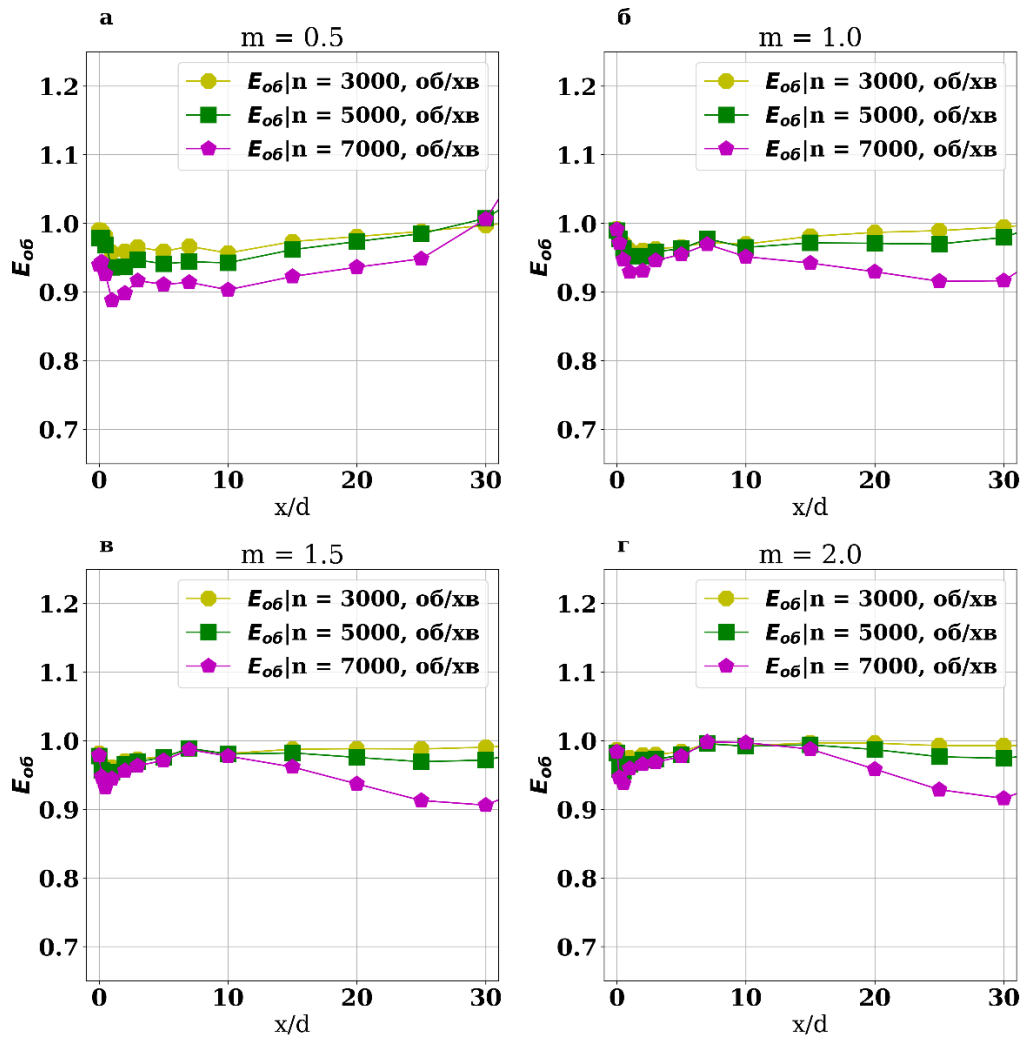 а
m = 0.5
E_об|n = 3000, об/хв
E_об|n = 5000, об/хв
E_об|n = 7000, об/хв
1.2
1.1
1.0
0.9
0.8
0.7
E_об
0 10 20 30
x/d
б
m = 1.0
E_об|n = 3000, об/хв
E_об|n = 5000, об/хв
E_об|n = 7000, об/хв
1.2
1.1
1.0
0.9
0.8
0.7
E_об
0 10 20 30
x/d
в
m = 1.5
E_об|n = 3000, об/хв
E_об|n = 5000, об/хв
E_об|n = 7000, об/хв
1.2
1.1
1.0
0.9
0.8
0.7
E_об
0 10 20 30
x/d
г
m = 2.0
E_об|n = 3000, об/хв
E_об|n = 5000, об/хв
E_об|n = 7000, об/хв
1.2
1.1
1.0
0.9
0.8
0.7
E_об
0 10 20 30
x/d